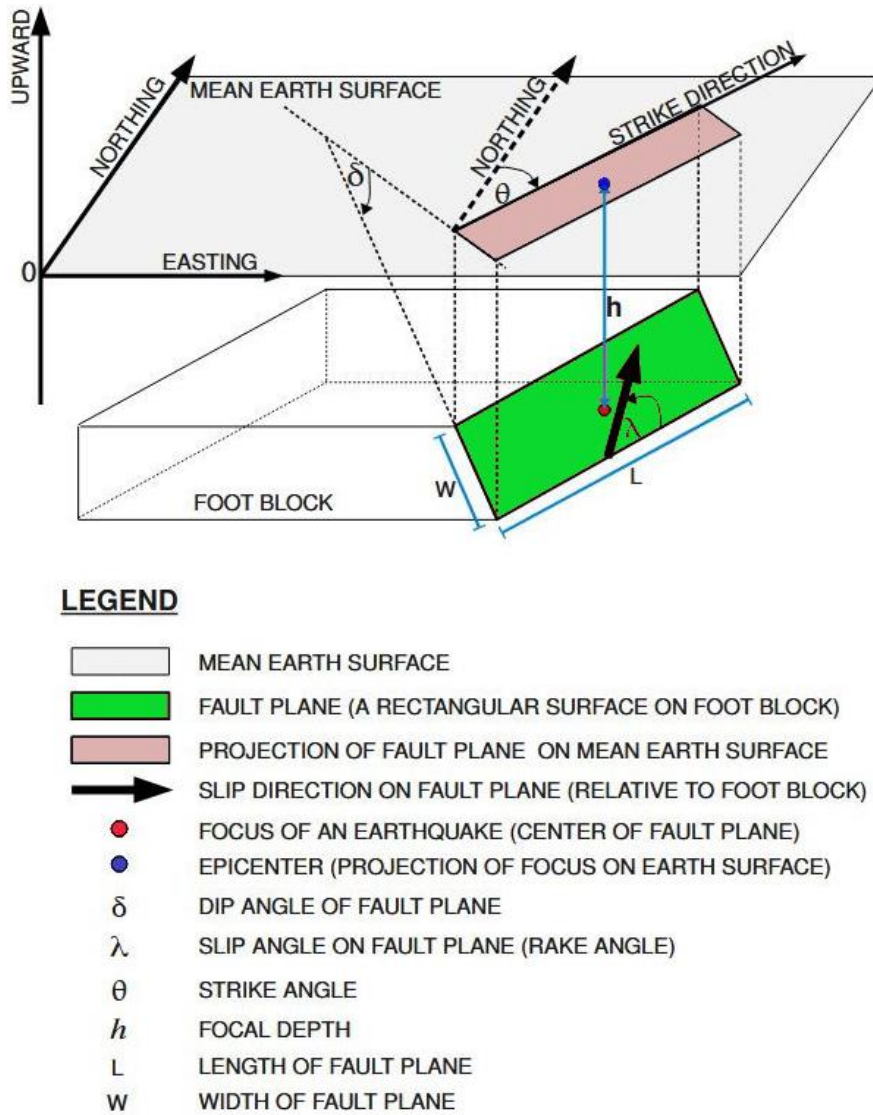 UPWARD
NORTHING
MEAN EARTH SURFACE
NORTHING
STRIKE DIRECTION
δ
θ
0
EASTING
h
λ
W
L
FOOT BLOCK
LEGEND
MEAN EARTH SURFACE
FAULT PLANE (A RECTANGULAR SURFACE ON FOOT BLOCK)
PROJECTION OF FAULT PLANE ON MEAN EARTH SURFACE
SLIP DIRECTION ON FAULT PLANE (RELATIVE TO FOOT BLOCK)
FOCUS OF AN EARTHQUAKE (CENTER OF FAULT PLANE)
EPICENTER (PROJECTION OF FOCUS ON EARTH SURFACE)
δ DIP ANGLE OF FAULT PLANE
λ SLIP ANGLE ON FAULT PLANE (RAKE ANGLE)
θ STRIKE ANGLE
h FOCAL DEPTH
L LENGTH OF FAULT PLANE
W WIDTH OF FAULT PLANE